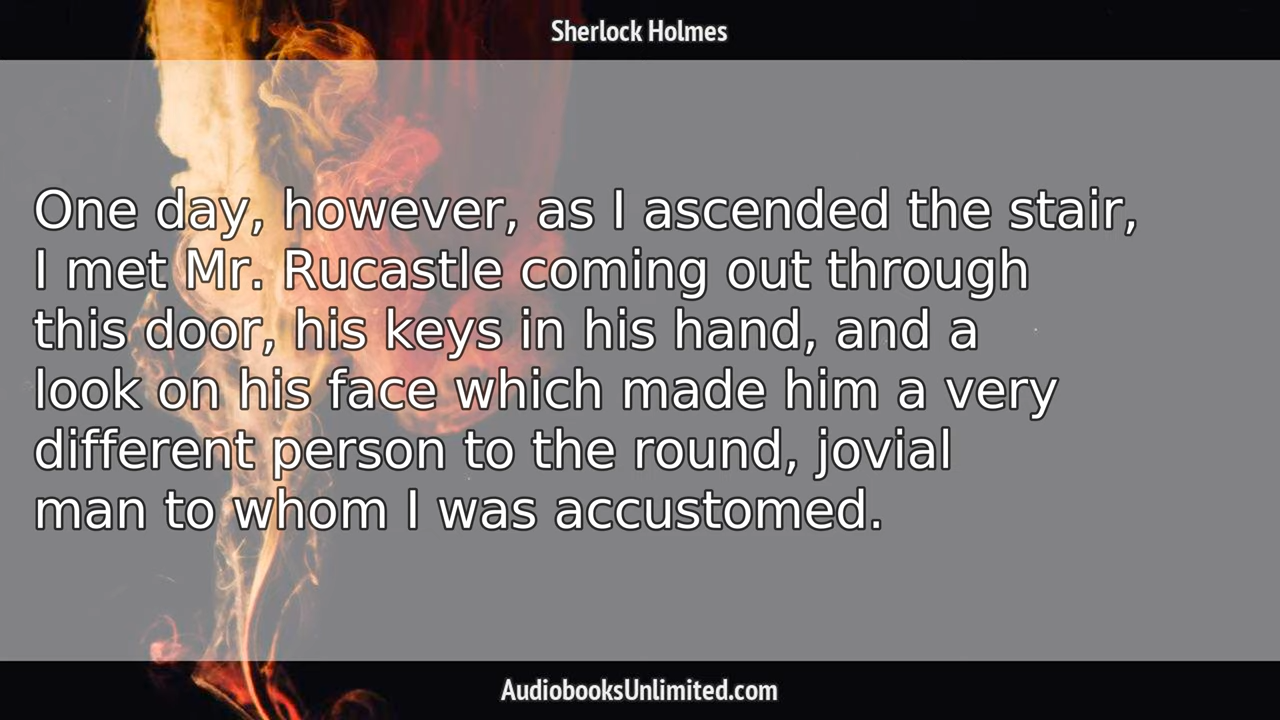 Sherlock Holmes
One day, however, as I ascended the stair,
I met Mr. Rucastle coming out through
this door, his keys in his hand, and a
look on his face which made him a very
different person to the round, jovial
man to whom I was accustomed.
AudiobooksUnlimited.com